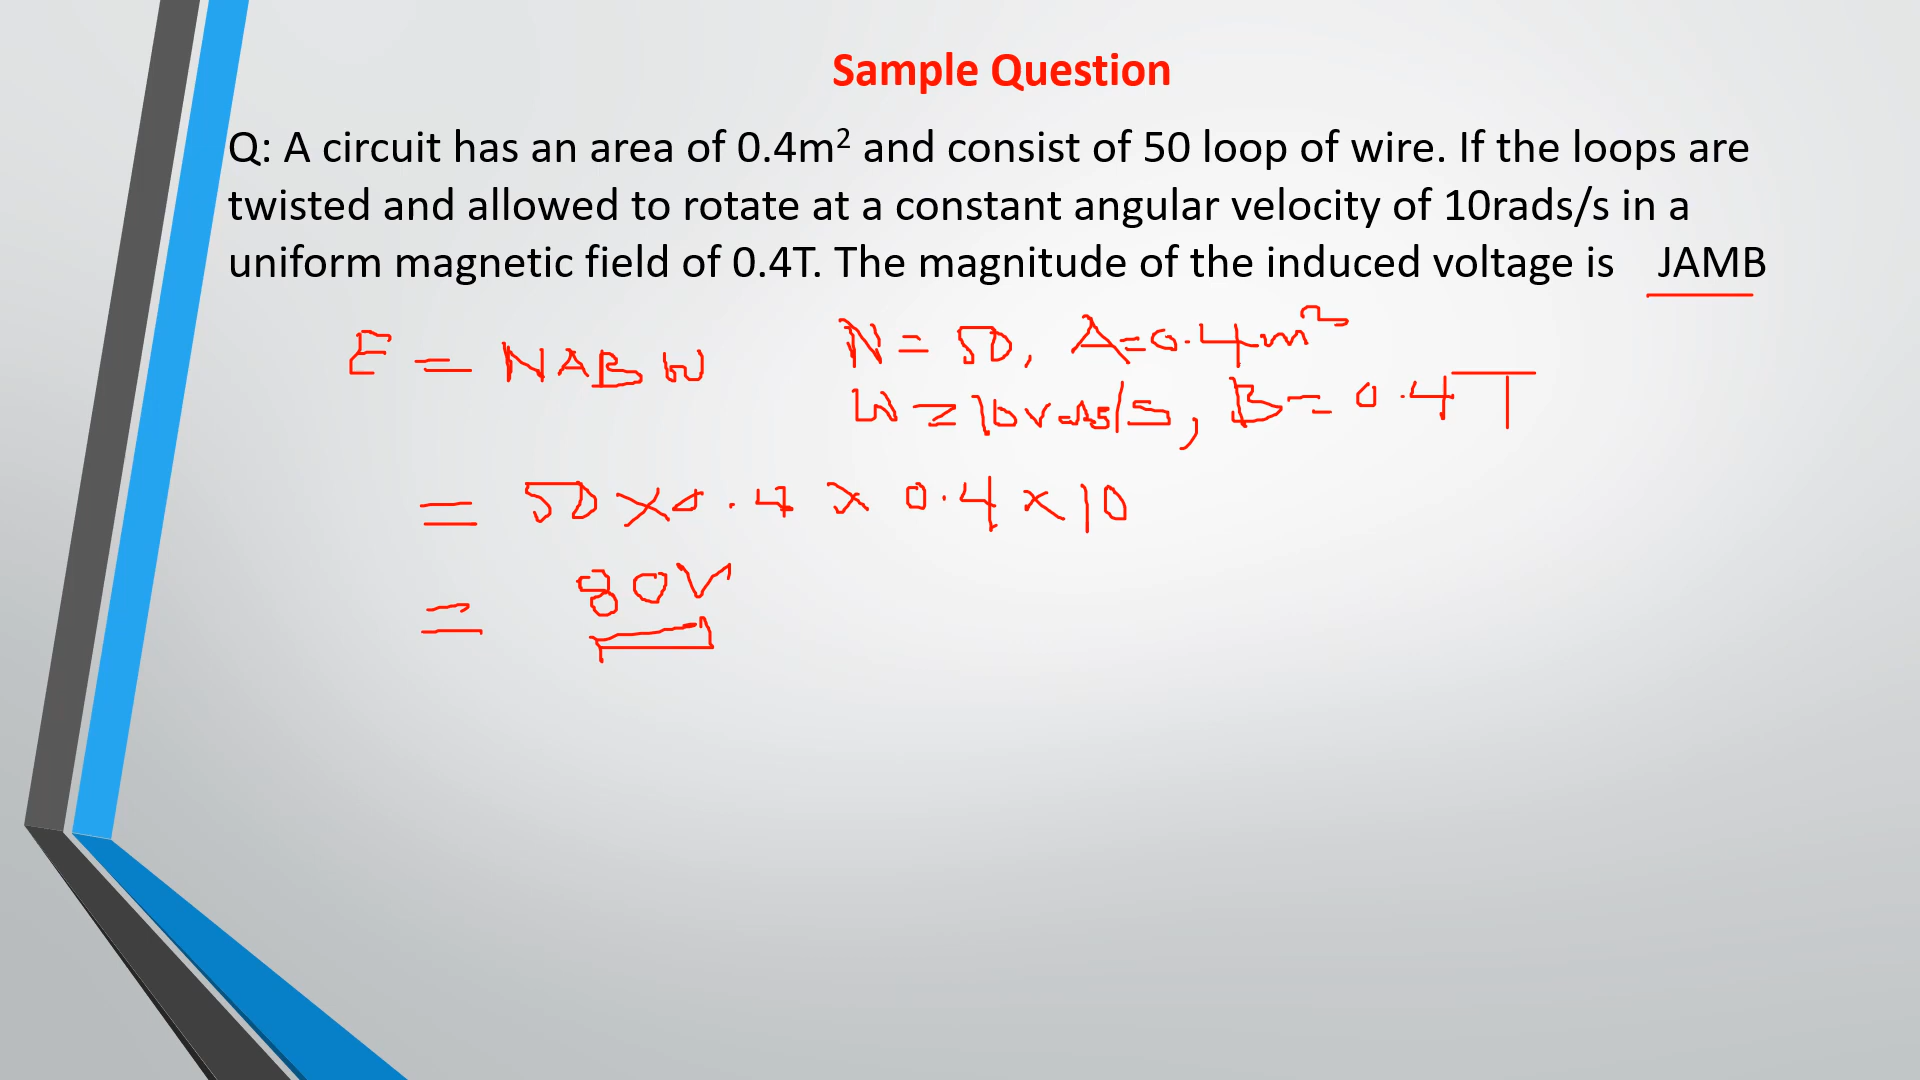 Sample Question
Q: A circuit has an area of 0.4m² and consist of 50 loop of wire. If the loops are
twisted and allowed to rotate at a constant angular velocity of 10rads/s in a
uniform magnetic field of 0.4T. The magnitude of the induced voltage is JAMB
E = NABW
N = 50, A=0.4m²
W = 10rads/s, B = 0.4T
= 50 x 0.4 x 0.4 x 10
= 80V